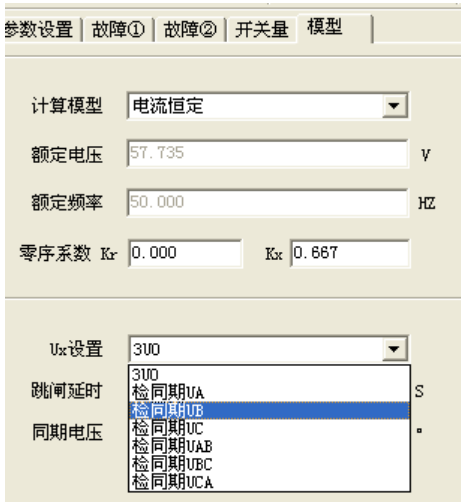 参数设置 故障① 故障② 开关量 模型
计算模型 电流恒定
额定电压 57.735 V
额定频率 50.000 HZ
零序系数 Kr 0.000 Kx 0.667
Ux设置 3U0
3U0
跳闸延时 检同期UA S
检同期UB
同期电压 检同期UC °
检同期UAB
检同期UBC
检同期UCA